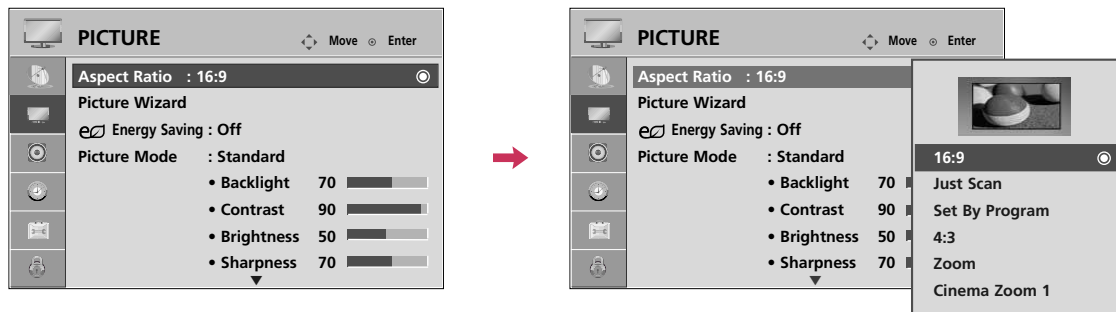 PICTURE Move Enter
Aspect Ratio : 16:9
Picture Wizard
Energy Saving : Off
Picture Mode : Standard
• Backlight 70
• Contrast 90
• Brightness 50
• Sharpness 70
PICTURE Move Enter
Aspect Ratio : 16:9
Picture Wizard
Energy Saving : Off
Picture Mode : Standard
• Backlight 70
• Contrast 90
• Brightness 50
• Sharpness 70
16:9
Just Scan
Set By Program
4:3
Zoom
Cinema Zoom 1